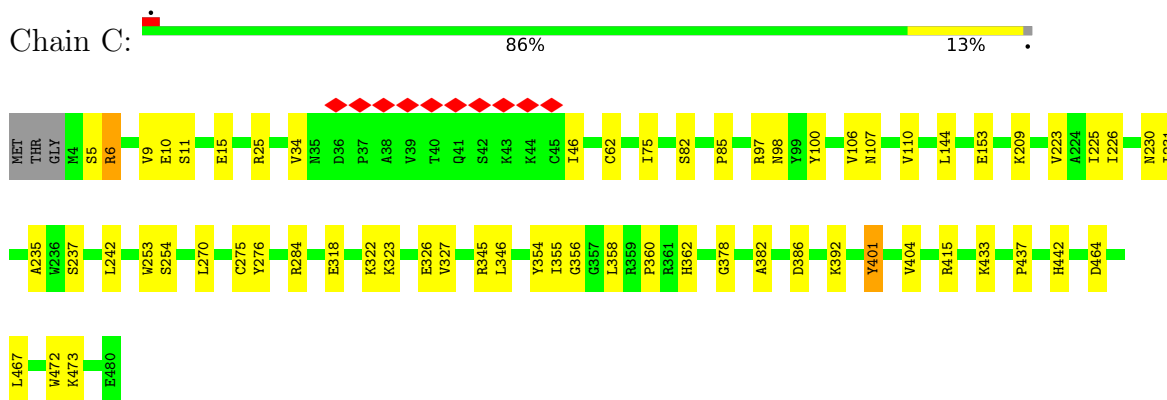 Chain C:
86%
13%
MET THR GLY M4 S5 R6 V9 E10 S11 E15 R25 V34 N35 D36 P37 A38 V39 T40 Q41 S42 K43 K44 C45 I46 C62 I75 S82 P85 R97 N98 Y99 Y100 V106 N107 V110 L144 E153 K209 V223 A224 I225 I226 N230
A235 W236 S237 L242 W253 S254 L270 C275 Y276 R284 E318 K322 K323 E326 V327 R345 L346 Y354 I355 G356 G357 L358 R359 P360 R361 H362 G378 A382 D386 K392 Y401 V404 R415 K433 P437 H442 D464
L467 W472 K473 E480